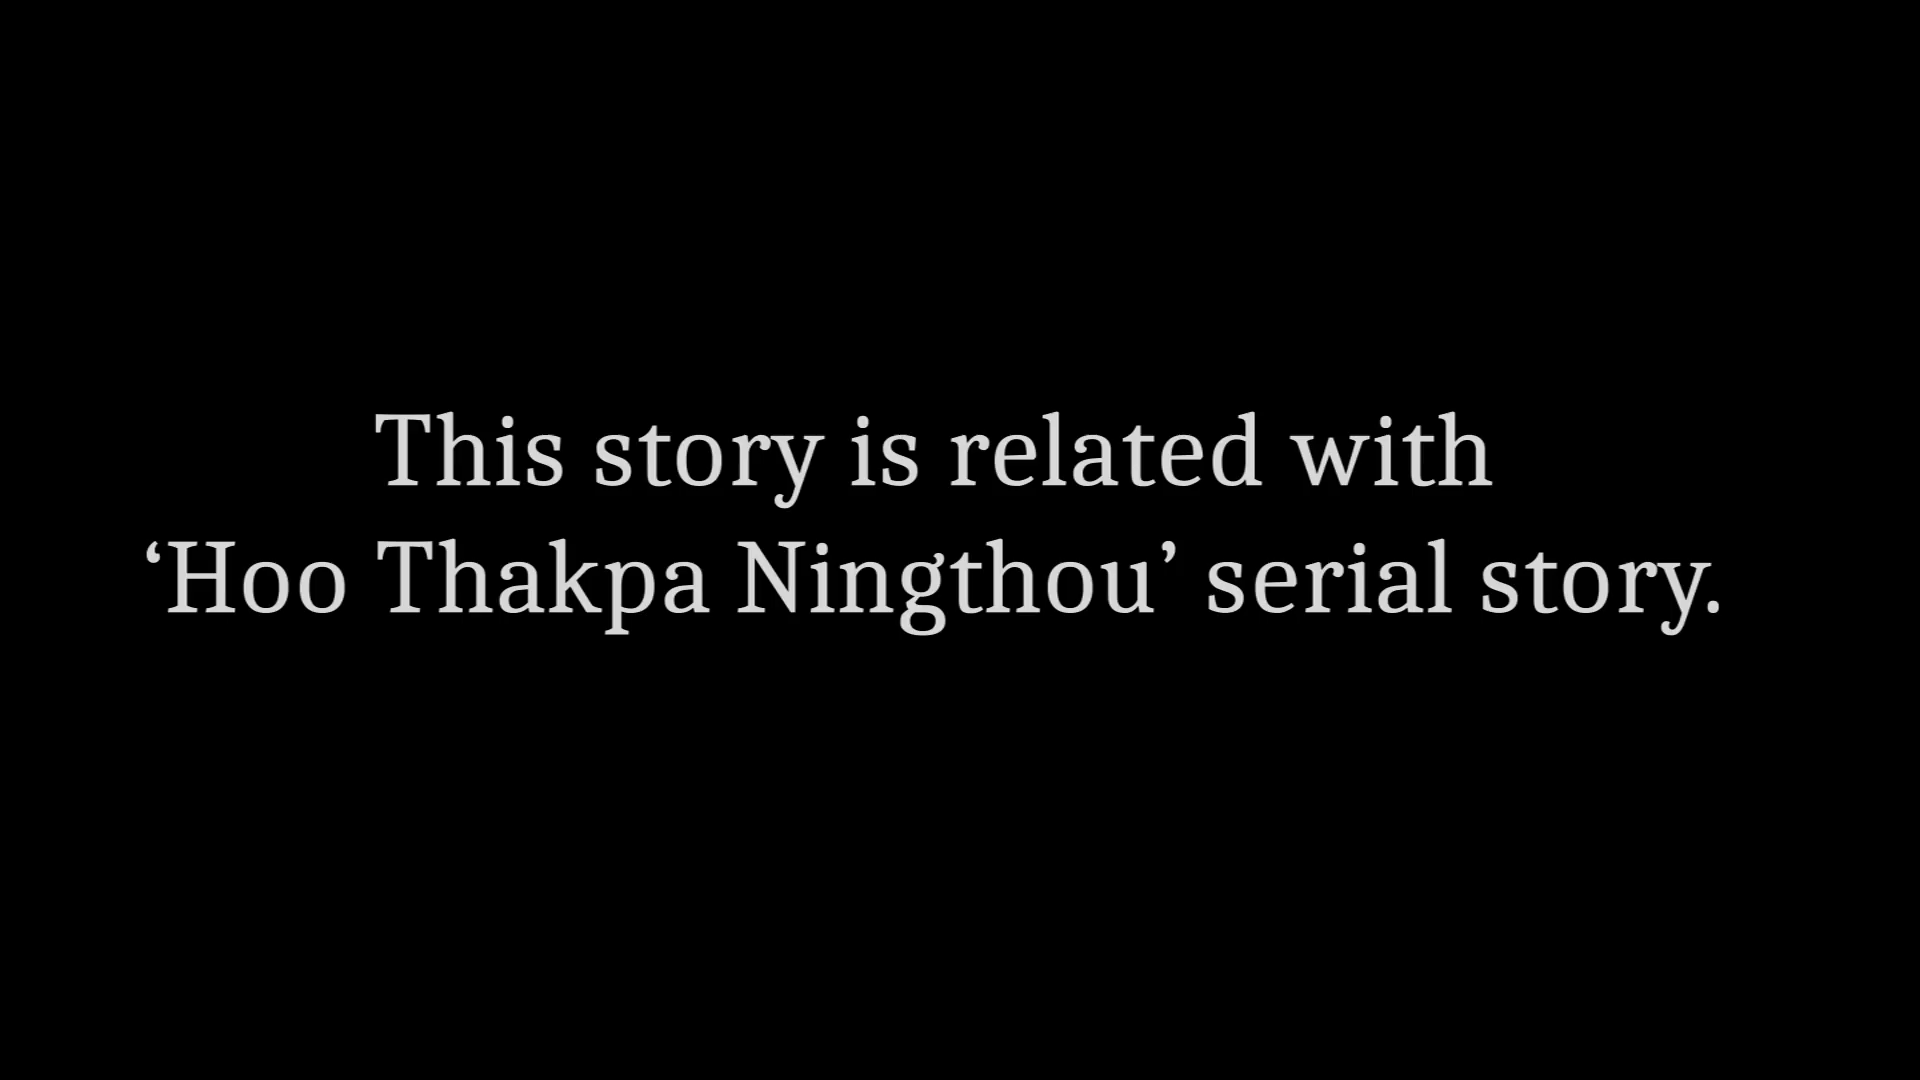 This story is related with
‘Hoo Thakpa Ningthou’ serial story.